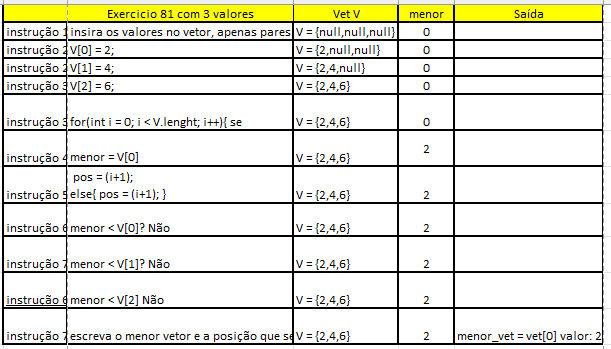 Exercicio 81 com 3 valores Vet V menor Saída
instrução 1 insira os valores no vetor, apenas pares V = {null,null,null} 0
instrução 2 V[0] = 2; V = {2,null,null} 0
instrução 2 V[1] = 4; V = {2,4,null} 0
instrução 3 V[2] = 6; V = {2,4,6} 0
instrução 3 for(int i = 0; i < V.lenght; i++){ se V = {2,4,6} 0
instrução 4 menor = V[0] V = {2,4,6} 2
pos = (i+1);
instrução 5 else{ pos = (i+1); } V = {2,4,6} 2
instrução 6 menor < V[0]? Não V = {2,4,6} 2
instrução 7 menor < V[1]? Não V = {2,4,6} 2
instrução 6 menor < V[2] Não V = {2,4,6} 2
instrução 7 escreva o menor vetor e a posição que se V = {2,4,6} 2 menor_vet = vet[0] valor: 2